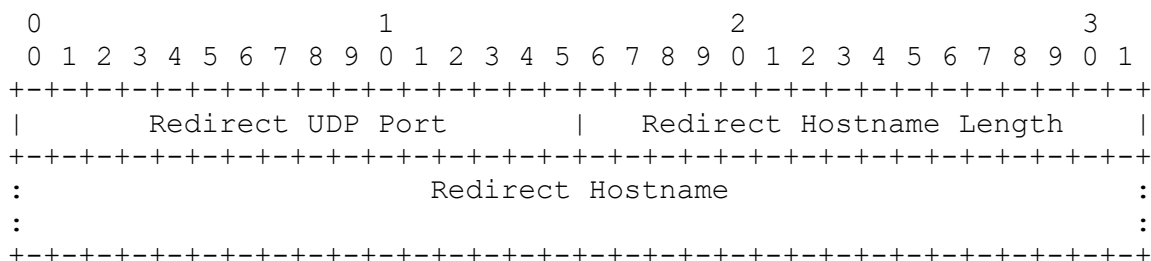 0                   1                   2                   3
 0 1 2 3 4 5 6 7 8 9 0 1 2 3 4 5 6 7 8 9 0 1 2 3 4 5 6 7 8 9 0 1
+-+-+-+-+-+-+-+-+-+-+-+-+-+-+-+-+-+-+-+-+-+-+-+-+-+-+-+-+-+-+-+-+
|       Redirect UDP Port       |   Redirect Hostname Length    |
+-+-+-+-+-+-+-+-+-+-+-+-+-+-+-+-+-+-+-+-+-+-+-+-+-+-+-+-+-+-+-+-+
:                       Redirect Hostname                       :
:                                                               :
+-+-+-+-+-+-+-+-+-+-+-+-+-+-+-+-+-+-+-+-+-+-+-+-+-+-+-+-+-+-+-+-+